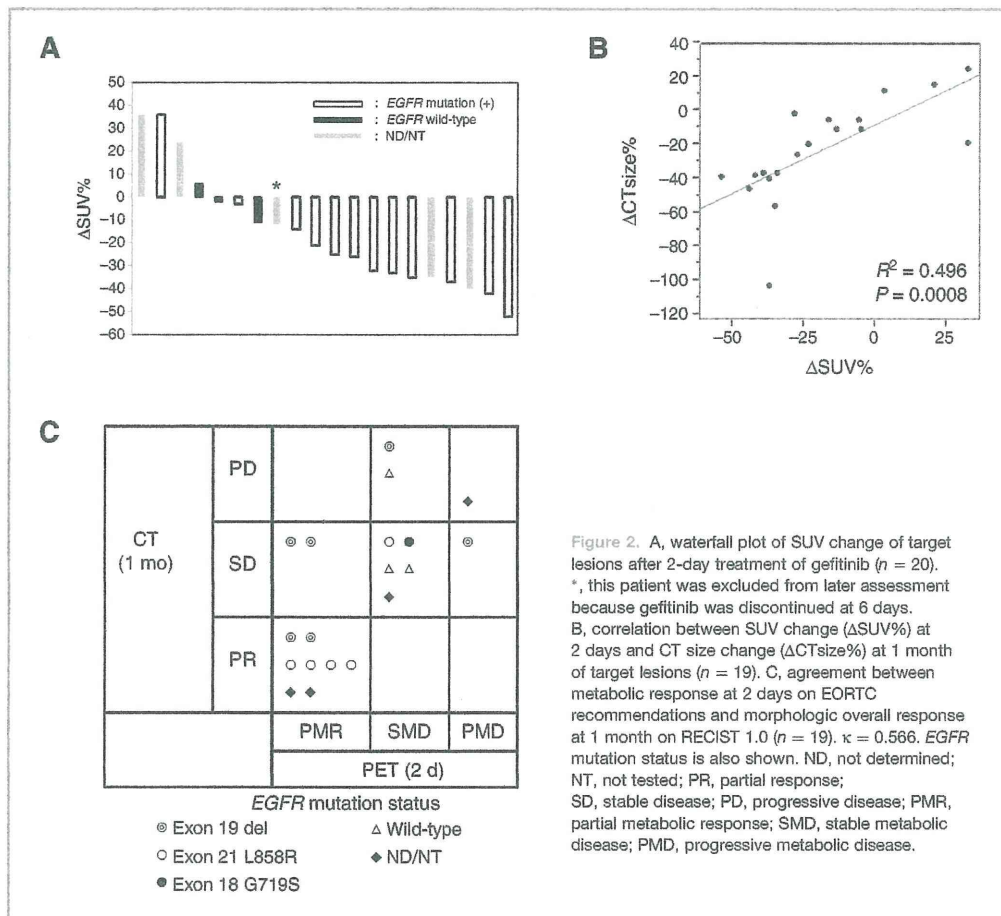 A
50
40
30
20
10
0
−10
−20
−30
−40
−50
−60
ΔSUV%
: EGFR mutation (+)
: EGFR wild-type
: ND/NT
*
B
40
20
0
−20
−40
−60
−80
−100
−120
ΔCTsize%
R² = 0.496
P = 0.0008
−50
−25
0
25
ΔSUV%
C
CT
(1 mo)
PD
SD
PR
PMR
SMD
PMD
PET (2 d)
EGFR mutation status
Exon 19 del
Wild-type
Exon 21 L858R
ND/NT
Exon 18 G719S
Figure 2. A, waterfall plot of SUV change of target
lesions after 2-day treatment of gefitinib (n = 20).
*, this patient was excluded from later assessment
because gefitinib was discontinued at 6 days.
B, correlation between SUV change (ΔSUV%) at
2 days and CT size change (ΔCTsize%) at 1 month
of target lesions (n = 19). C, agreement between
metabolic response at 2 days on EORTC
recommendations and morphologic overall response
at 1 month on RECIST 1.0 (n = 19). κ = 0.566. EGFR
mutation status is also shown. ND, not determined;
NT, not tested; PR, partial response;
SD, stable disease; PD, progressive disease; PMR,
partial metabolic response; SMD, stable metabolic
disease; PMD, progressive metabolic disease.